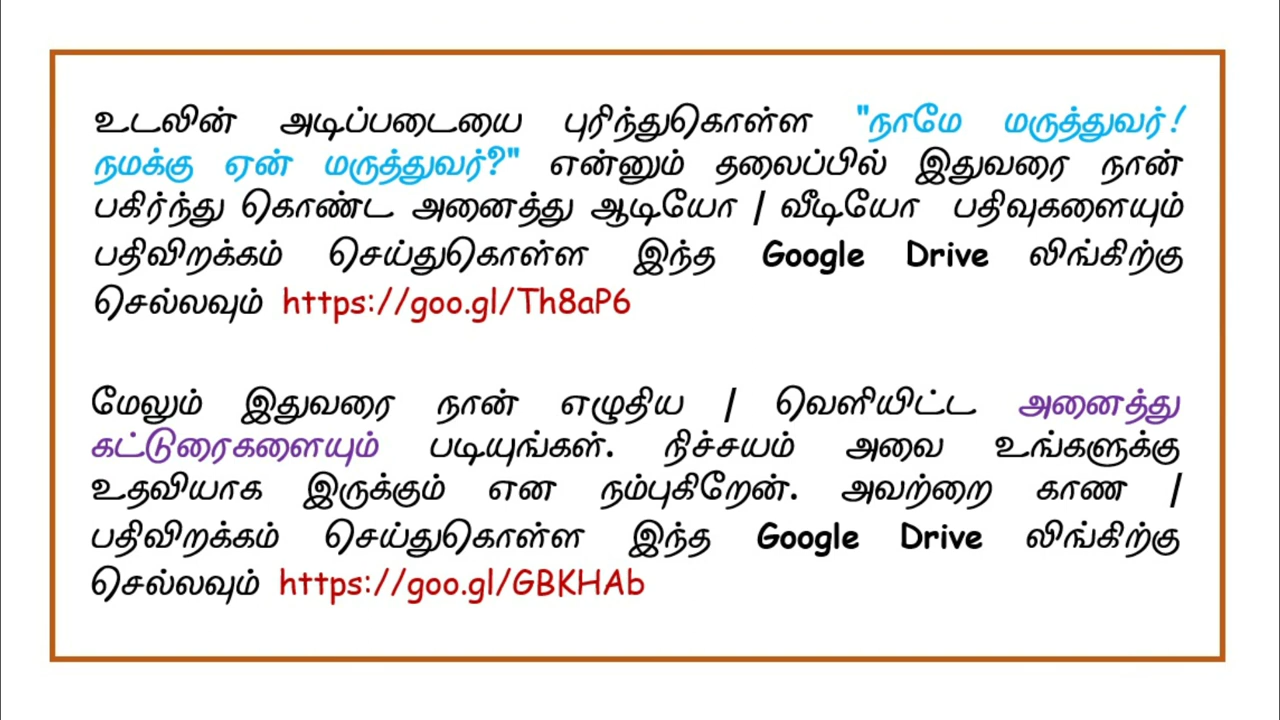 உடலின் அடிப்படையை புரிந்துகொள்ள "நாமே மருத்துவர்!
நமக்கு ஏன் மருத்துவர்?" என்னும் தலைப்பில் இதுவரை நான்
பகிர்ந்து கொண்ட அனைத்து ஆடியோ / வீடியோ பதிவுகளையும்
பதிவிறக்கம் செய்துகொள்ள இந்த Google Drive லிங்கிற்கு
செல்லவும் https://goo.gl/Th8aP6
மேலும் இதுவரை நான் எழுதிய / வெளியிட்ட அனைத்து
கட்டுரைகளையும் படியுங்கள். நிச்சயம் அவை உங்களுக்கு
உதவியாக இருக்கும் என நம்புகிறேன். அவற்றை காண /
பதிவிறக்கம் செய்துகொள்ள இந்த Google Drive லிங்கிற்கு
செல்லவும் https://goo.gl/GBKHAb